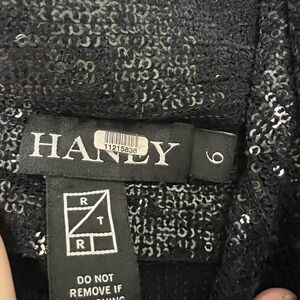 HANEY
11215838
6
R
T
R
DO NOT
REMOVE IF